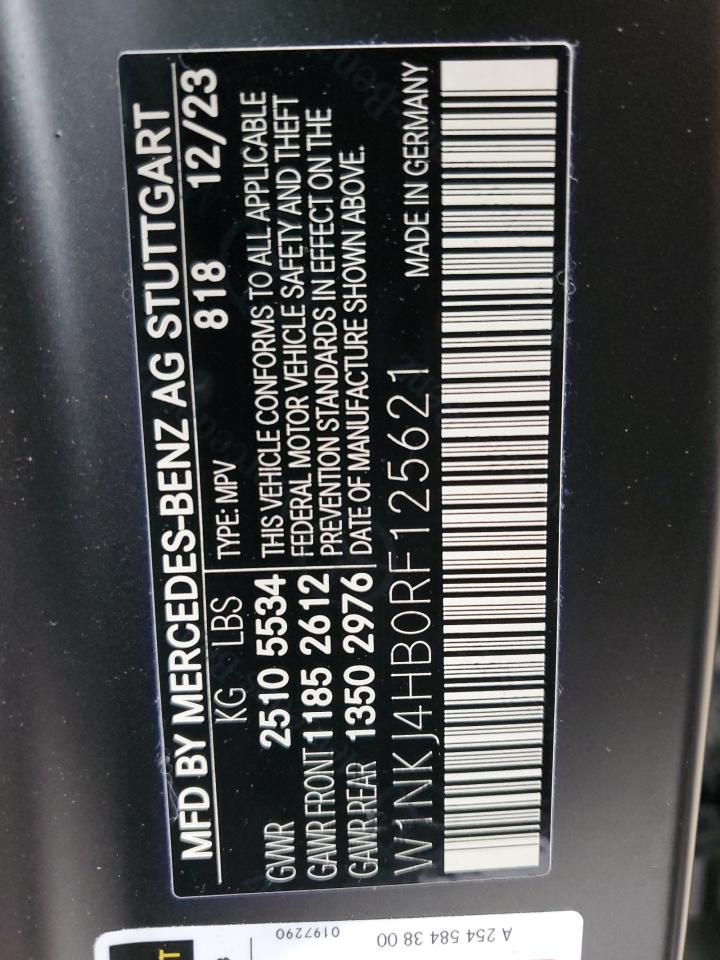 MFD BY MERCEDES-BENZ AG STUTTGART
KG LBS TYPE: MPV 818 12/23
GVWR 2510 5534
GAWR FRONT 1185 2612
GAWR REAR 1350 2976
THIS VEHICLE CONFORMS TO ALL APPLICABLE
FEDERAL MOTOR VEHICLE SAFETY AND THEFT
PREVENTION STANDARDS IN EFFECT ON THE
DATE OF MANUFACTURE SHOWN ABOVE.
W1NKJ4HB0RF125621 MADE IN GERMANY
A 254 584 38 00
0197290